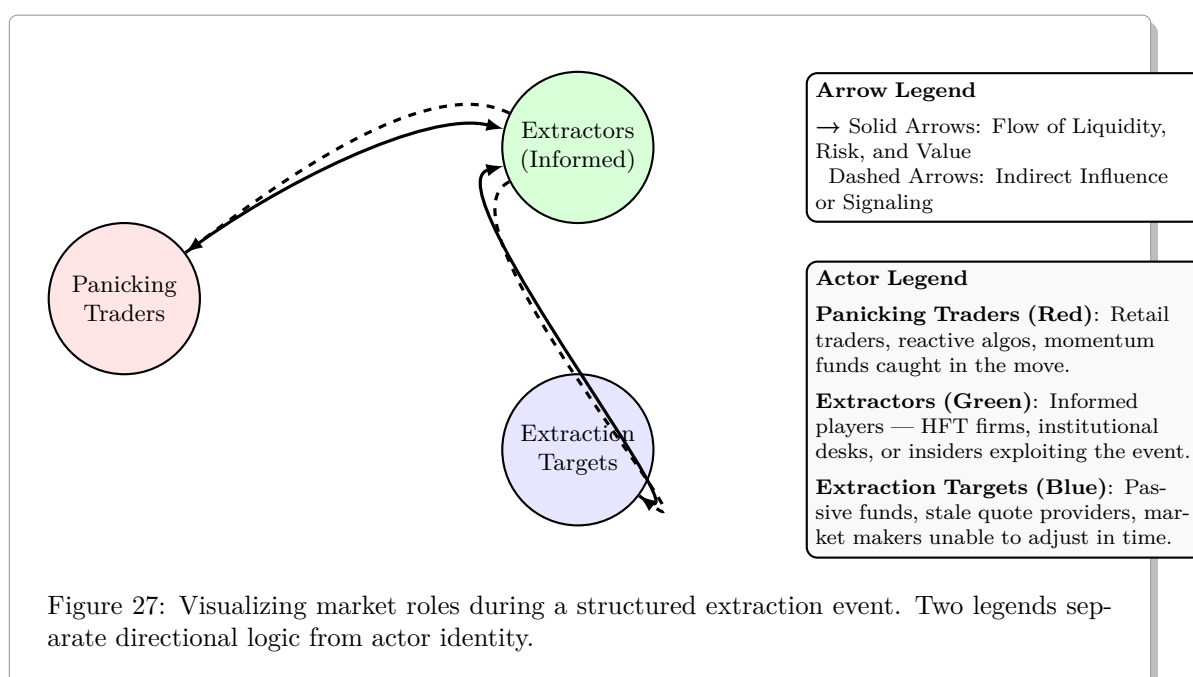 Extractors
(Informed)
Panicking
Traders
Extraction
Targets
Arrow Legend
→ Solid Arrows: Flow of Liquidity,
Risk, and Value
Dashed Arrows: Indirect Influence
or Signaling
Actor Legend
Panicking Traders (Red): Retail
traders, reactive algos, momentum
funds caught in the move.
Extractors (Green): Informed
players — HFT firms, institutional
desks, or insiders exploiting the event.
Extraction Targets (Blue): Pas-
sive funds, stale quote providers, mar-
ket makers unable to adjust in time.
Figure 27: Visualizing market roles during a structured extraction event. Two legends sep-
arate directional logic from actor identity.